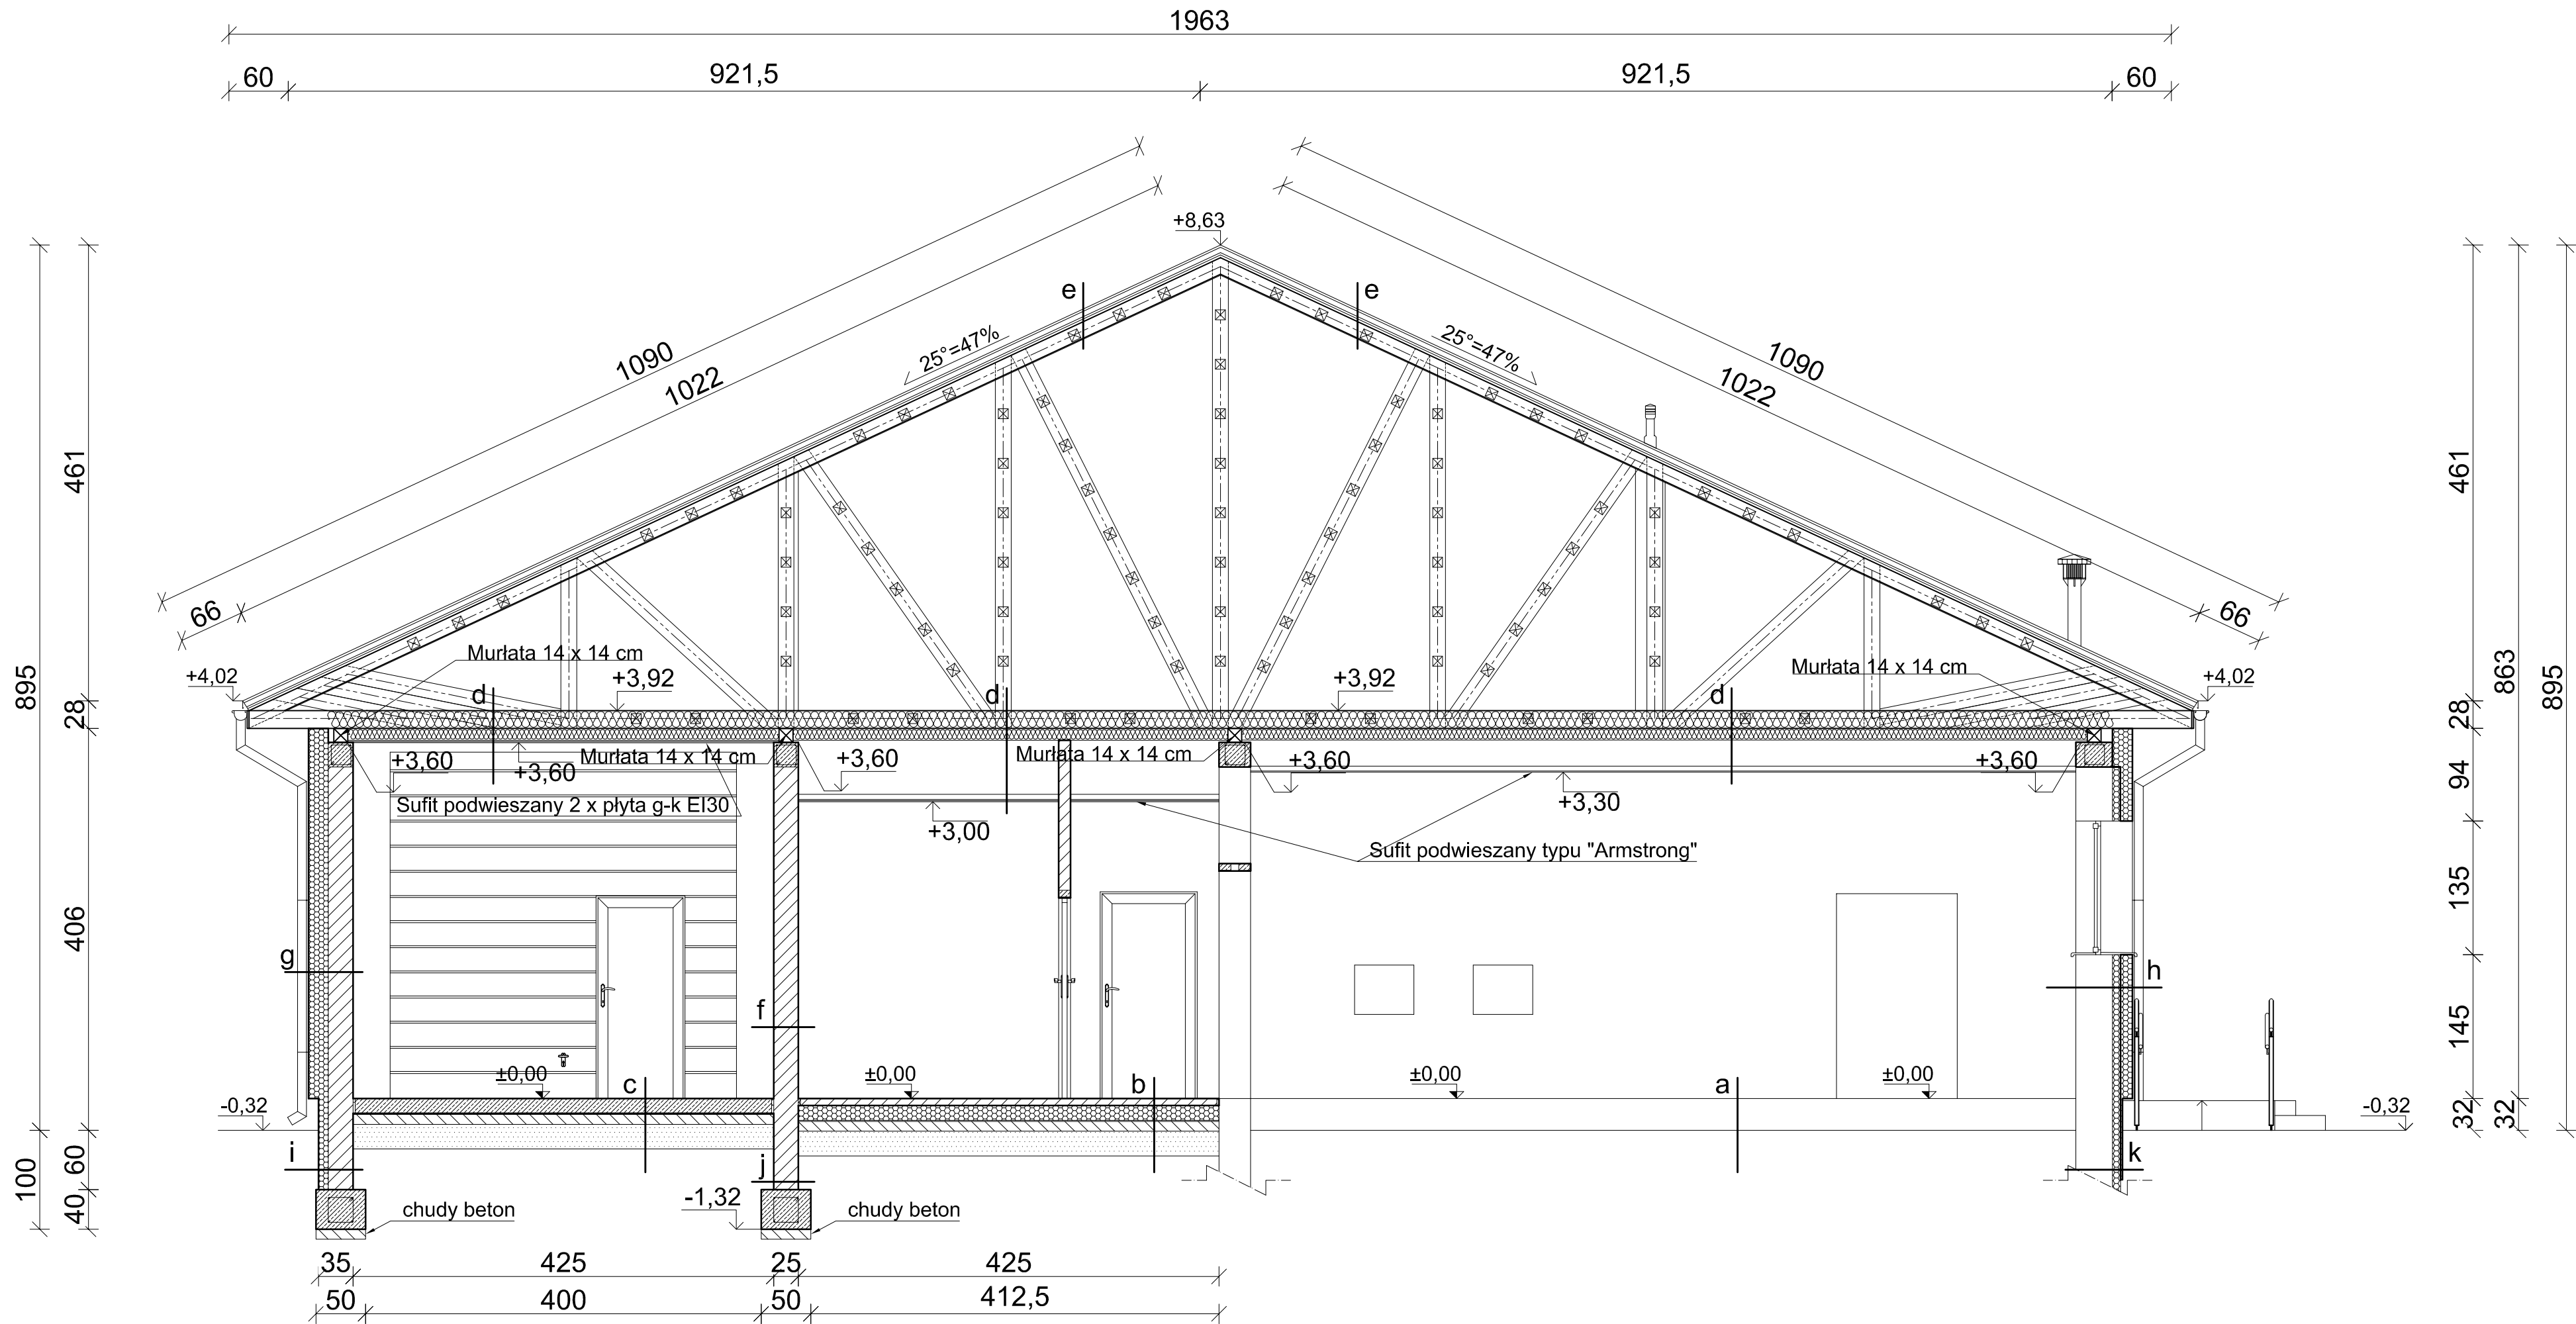 1963
60
921,5
921,5
60
+8,63
e
e
25°=47%
25°=47%
1090
1022
1090
1022
461
461
66
66
Murłata 14 x 14 cm
Murłata 14 x 14 cm
895
863
895
+4,02
+3,92
+3,92
+4,02
d
d
d
28
28
Murłata 14 x 14 cm
Murłata 14 x 14 cm
+3,60
+3,60
+3,60
+3,60
+3,60
94
Sufit podwieszany 2 x płyta g-k EI30
+3,30
+3,00
Sufit podwieszany typu "Armstrong"
135
406
g
h
f
145
±0,00
c
±0,00
b
±0,00
a
±0,00
-0,32
-0,32
32
32
i
j
k
100
60
40
-1,32
chudy beton
chudy beton
35
425
25
425
50
400
50
412,5